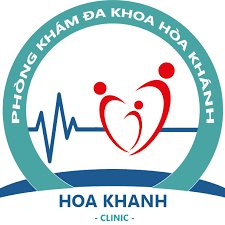 PHÒNG KHÁM ĐA KHOA HÒA KHÁNH
HOA KHANH
- CLINIC -